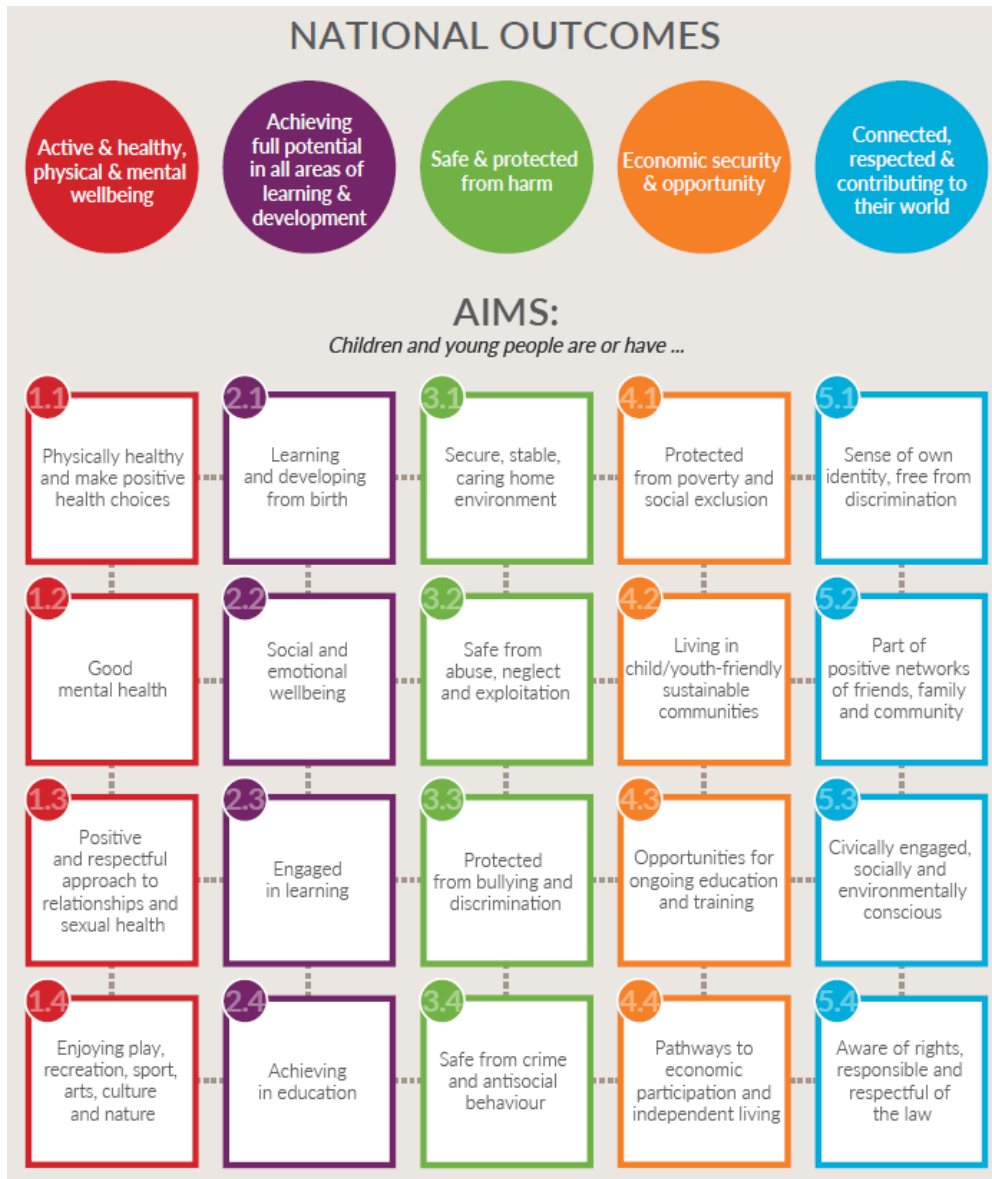 NATIONAL OUTCOMES
Active & healthy,
physical & mental
wellbeing
Achieving
full potential
in all areas of
learning &
development
Safe & protected
from harm
Economic security
& opportunity
Connected,
respected &
contributing to
their world
AIMS:
Children and young people are or have ...
1.1
Physically healthy
and make positive
health choices
2.1
Learning
and developing
from birth
3.1
Secure, stable,
caring home
environment
4.1
Protected
from poverty and
social exclusion
5.1
Sense of own
identity, free from
discrimination
1.2
Good
mental health
2.2
Social and
emotional
wellbeing
3.2
Safe from
abuse, neglect
and exploitation
4.2
Living in
child/youth-friendly
sustainable
communities
5.2
Part of
positive networks
of friends, family
and community
1.3
Positive
and respectful
approach to
relationships and
sexual health
2.3
Engaged
in learning
3.3
Protected
from bullying and
discrimination
4.3
Opportunities for
ongoing education
and training
5.3
Civically engaged,
socially and
environmentally
conscious
1.4
Enjoying play,
recreation, sport,
arts, culture
and nature
2.4
Achieving
in education
3.4
Safe from crime
and antisocial
behaviour
4.4
Pathways to
economic
participation and
independent living
5.4
Aware of rights,
responsible and
respectful of
the law